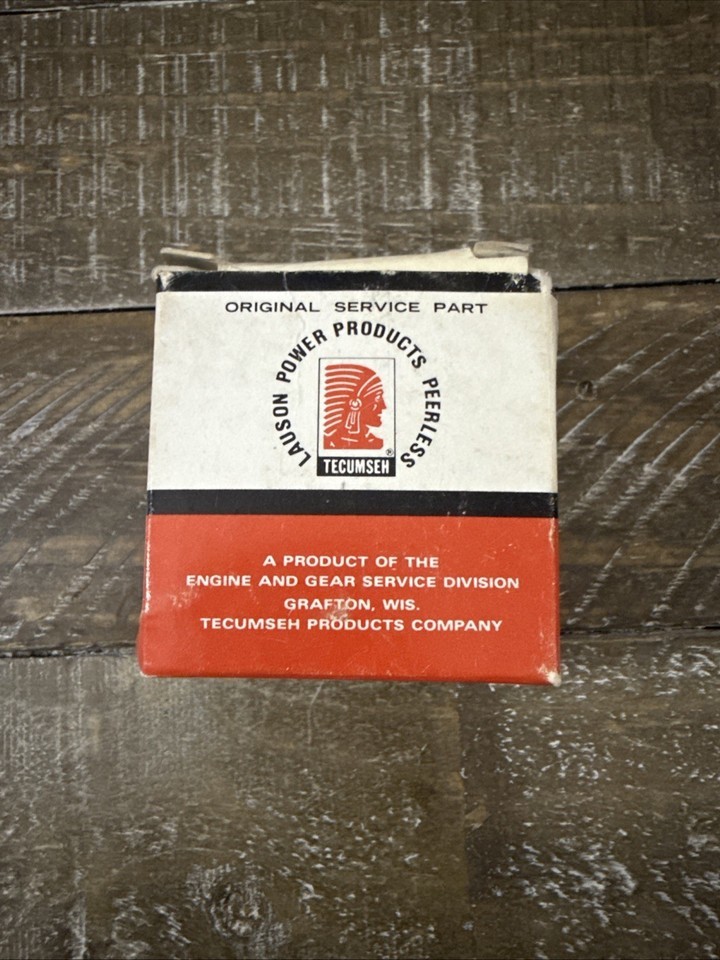 ORIGINAL SERVICE PART
LAUSON POWER PRODUCTS PEERLESS
TECUMSEH ®
A PRODUCT OF THE
ENGINE AND GEAR SERVICE DIVISION
GRAFTON, WIS.
TECUMSEH PRODUCTS COMPANY